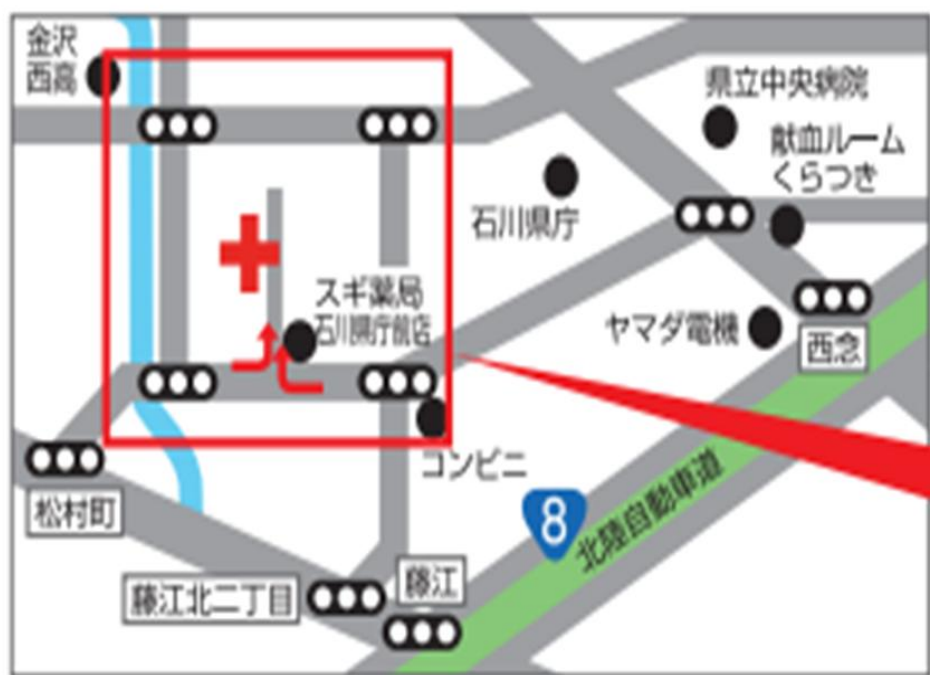 金沢
西高
県立中央病院
献血ルーム
くらつき
石川県庁
スギ薬局
石川県庁前店
ヤマダ電機
西念
コンビニ
松村町
8
北陸自動車道
藤江北二丁目
藤江